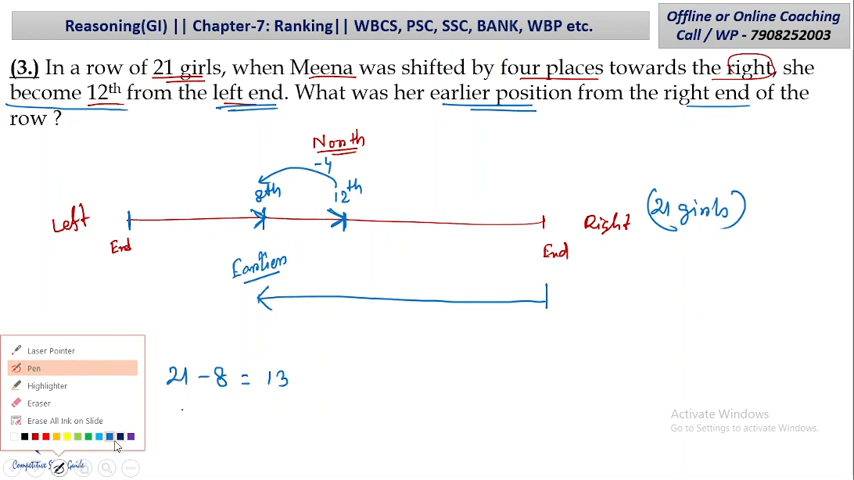 Reasoning(GI) || Chapter-7: Ranking|| WBCS, PSC, SSC, BANK, WBP etc.
Offline or Online Coaching
Call / WP - 7908252003
(3.) In a row of 21 girls, when Meena was shifted by four places towards the right, she
become 12th from the left end. What was her earlier position from the right end of the
row ?
North
-4
8th 12th
Left Right (21 girls)
End End
Earlier
Laser Pointer
Pen
Highlighter
Eraser
Erase All Ink on Slide
21 - 8 = 13
Activate Windows
Go to Settings to activate Windows.
Competitive Guide